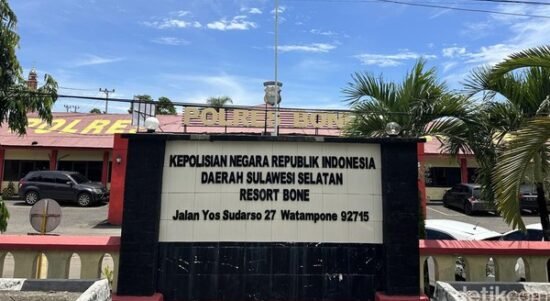 POLRES BONE
POLRES
KEPOLISIAN NEGARA REPUBLIK INDONESIA
DAERAH SULAWESI SELATAN
RESORT BONE
Jalan Yos Sudarso 27 Watampone 92715
detikcom